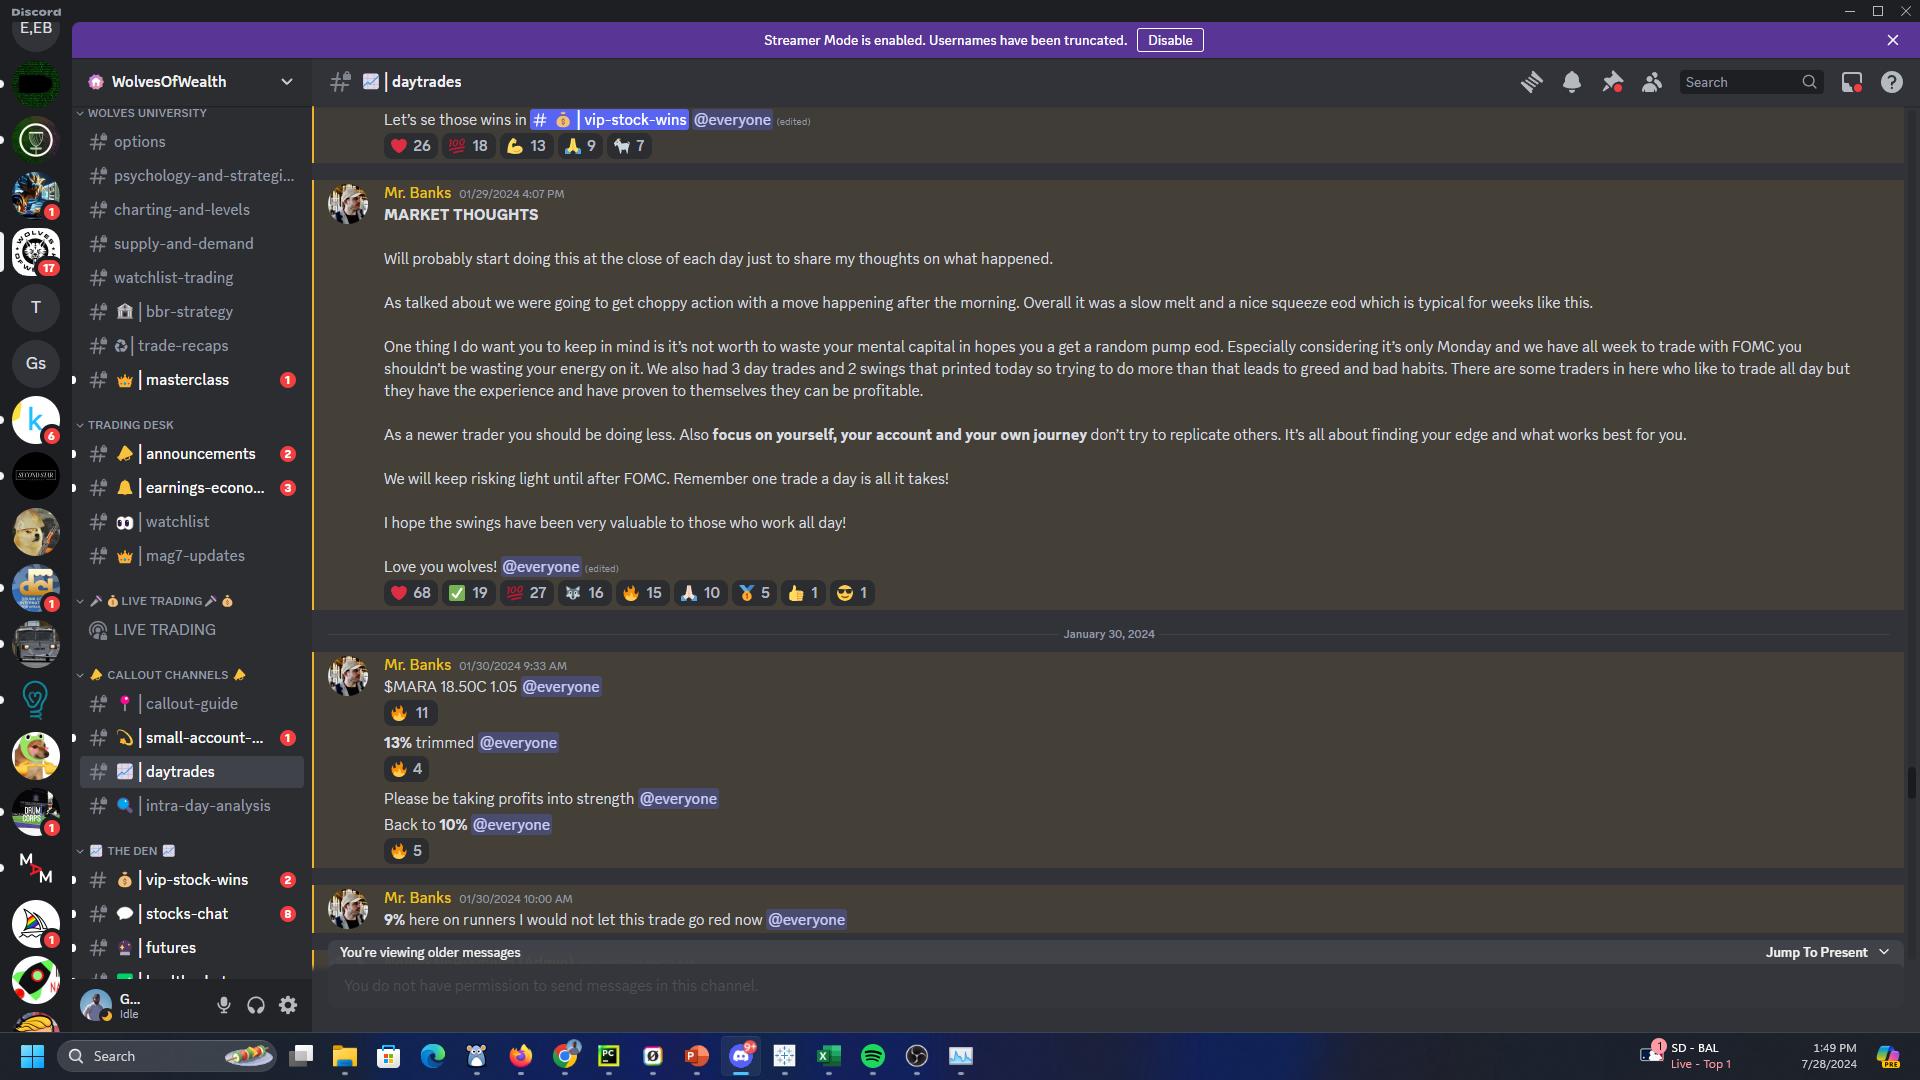 Discord
E,EB
Streamer Mode is enabled. Usernames have been truncated. Disable
WolvesOfWealth
| daytrades
Search
WOLVES UNIVERSITY
options
psychology-and-strategi...
charting-and-levels
supply-and-demand
watchlist-trading
| bbr-strategy
| trade-recaps
| masterclass 1
TRADING DESK
| announcements 2
| earnings-econo... 3
| watchlist
| mag7-updates
LIVE TRADING
LIVE TRADING
CALLOUT CHANNELS
| callout-guide
| small-account-... 1
| daytrades
| intra-day-analysis
THE DEN
| vip-stock-wins 2
| stocks-chat 8
| futures
1
17
T
Gs
k
6
SECOND STAR
dci
1
DRUM CORPS
1
M A M
1
G...
Idle
Let's se those wins in # | vip-stock-wins @everyone (edited)
26 18 13 9 7
Mr. Banks 01/29/2024 4:07 PM
MARKET THOUGHTS
Will probably start doing this at the close of each day just to share my thoughts on what happened.
As talked about we were going to get choppy action with a move happening after the morning. Overall it was a slow melt and a nice squeeze eod which is typical for weeks like this.
One thing I do want you to keep in mind is it's not worth to waste your mental capital in hopes you a get a random pump eod. Especially considering it's only Monday and we have all week to trade with FOMC you
shouldn't be wasting your energy on it. We also had 3 day trades and 2 swings that printed today so trying to do more than that leads to greed and bad habits. There are some traders in here who like to trade all day but
they have the experience and have proven to themselves they can be profitable.
As a newer trader you should be doing less. Also focus on yourself, your account and your own journey don't try to replicate others. It's all about finding your edge and what works best for you.
We will keep risking light until after FOMC. Remember one trade a day is all it takes!
I hope the swings have been very valuable to those who work all day!
Love you wolves! @everyone (edited)
68 19 27 16 15 10 5 1 1
January 30, 2024
Mr. Banks 01/30/2024 9:33 AM
$MARA 18.50C 1.05 @everyone
11
13% trimmed @everyone
4
Please be taking profits into strength @everyone
Back to 10% @everyone
5
Mr. Banks 01/30/2024 10:00 AM
9% here on runners I would not let this trade go red now @everyone
You're viewing older messages
Jump To Present
You do not have permission to send messages in this channel.
Search
PC
9+
1
SD - BAL
Live - Top 1
1:49 PM
7/28/2024
PRE